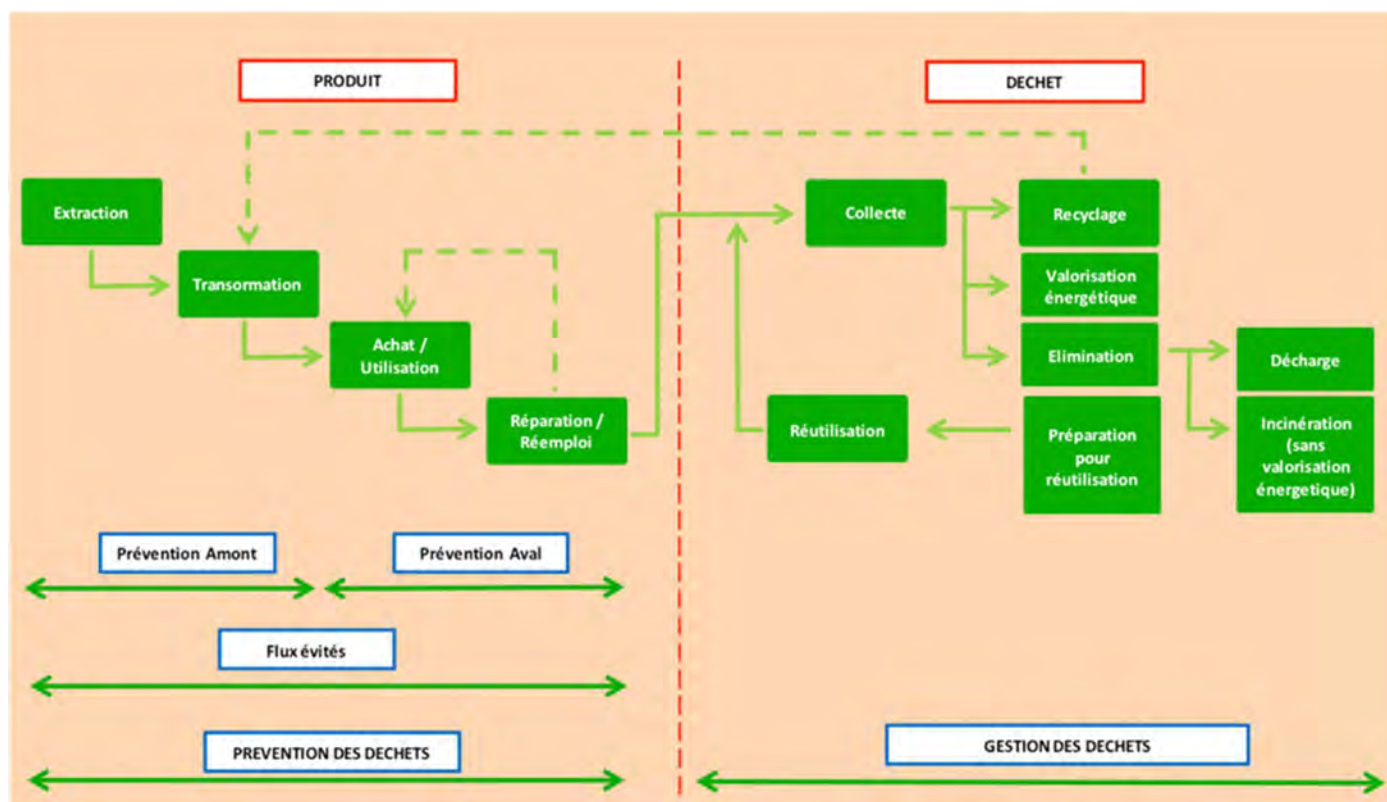 PRODUIT
DECHET
Extraction
Collecte
Recyclage
Transormation
Valorisation
énergétique
Achat /
Utilisation
Elimination
Décharge
Réparation /
Réemploi
Réutilisation
Préparation
pour
réutilisation
Incinération
(sans
valorisation
énergetique)
Prévention Amont
Prévention Aval
Flux évités
PREVENTION DES DECHETS
GESTION DES DECHETS